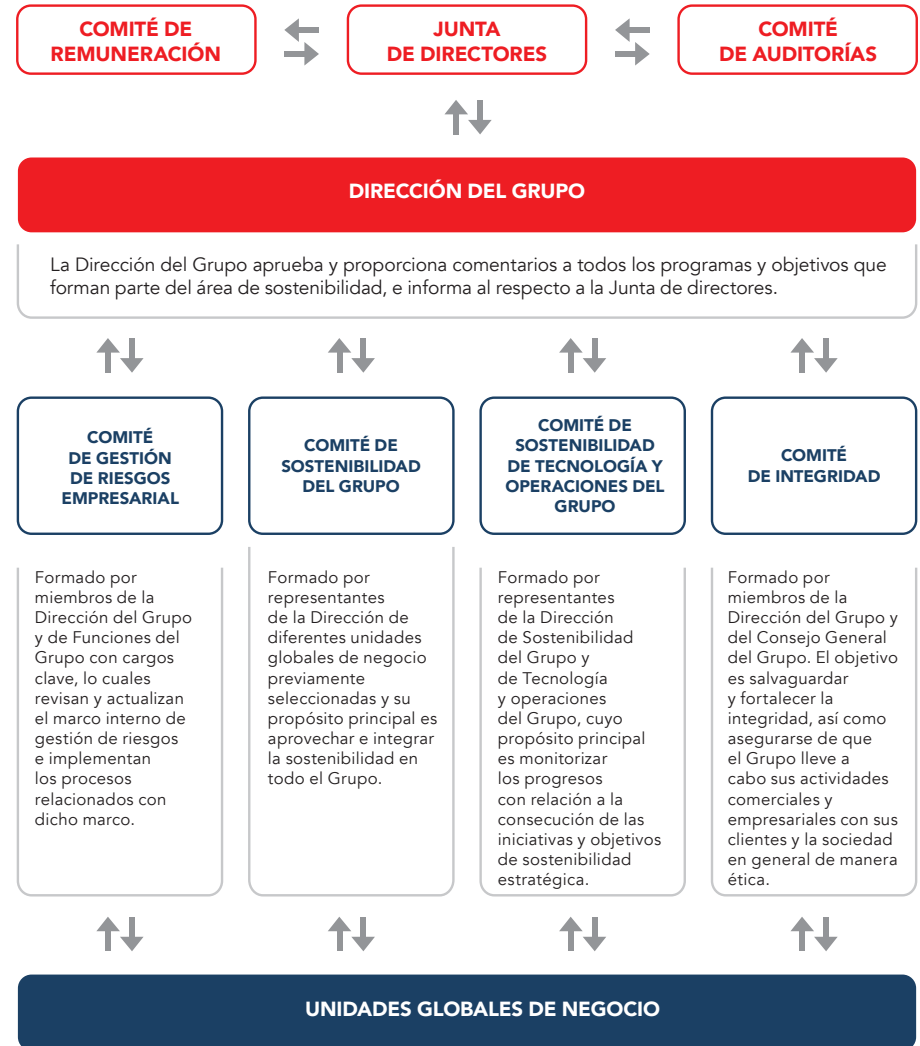 COMITÉ DE
REMUNERACIÓN
JUNTA
DE DIRECTORES
COMITÉ
DE AUDITORÍAS
DIRECCIÓN DEL GRUPO
La Dirección del Grupo aprueba y proporciona comentarios a todos los programas y objetivos que
forman parte del área de sostenibilidad, e informa al respecto a la Junta de directores.
COMITÉ
DE GESTIÓN
DE RIESGOS
EMPRESARIAL
COMITÉ DE
SOSTENIBILIDAD
DEL GRUPO
COMITÉ DE
SOSTENIBILIDAD
DE TECNOLOGÍA Y
OPERACIONES DEL
GRUPO
COMITÉ
DE INTEGRIDAD
Formado por
miembros de la
Dirección del Grupo
y de Funciones del
Grupo con cargos
clave, lo cuales
revisan y actualizan
el marco interno de
gestión de riesgos
e implementan
los procesos
relacionados con
dicho marco.
Formado por
representantes
de la Dirección de
diferentes unidades
globales de negocio
previamente
seleccionadas y su
propósito principal es
aprovechar e integrar
la sostenibilidad en
todo el Grupo.
Formado por
representantes
de la Dirección
de Sostenibilidad
del Grupo y
de Tecnología
y operaciones
del Grupo, cuyo
propósito principal
es monitorizar
los progresos
con relación a la
consecución de las
iniciativas y objetivos
de sostenibilidad
estratégica.
Formado por
miembros de la
Dirección del Grupo y
del Consejo General
del Grupo. El objetivo
es salvaguardar
y fortalecer la
integridad, así como
asegurarse de que
el Grupo lleve a
cabo sus actividades
comerciales y
empresariales con sus
clientes y la sociedad
en general de manera
ética.
UNIDADES GLOBALES DE NEGOCIO